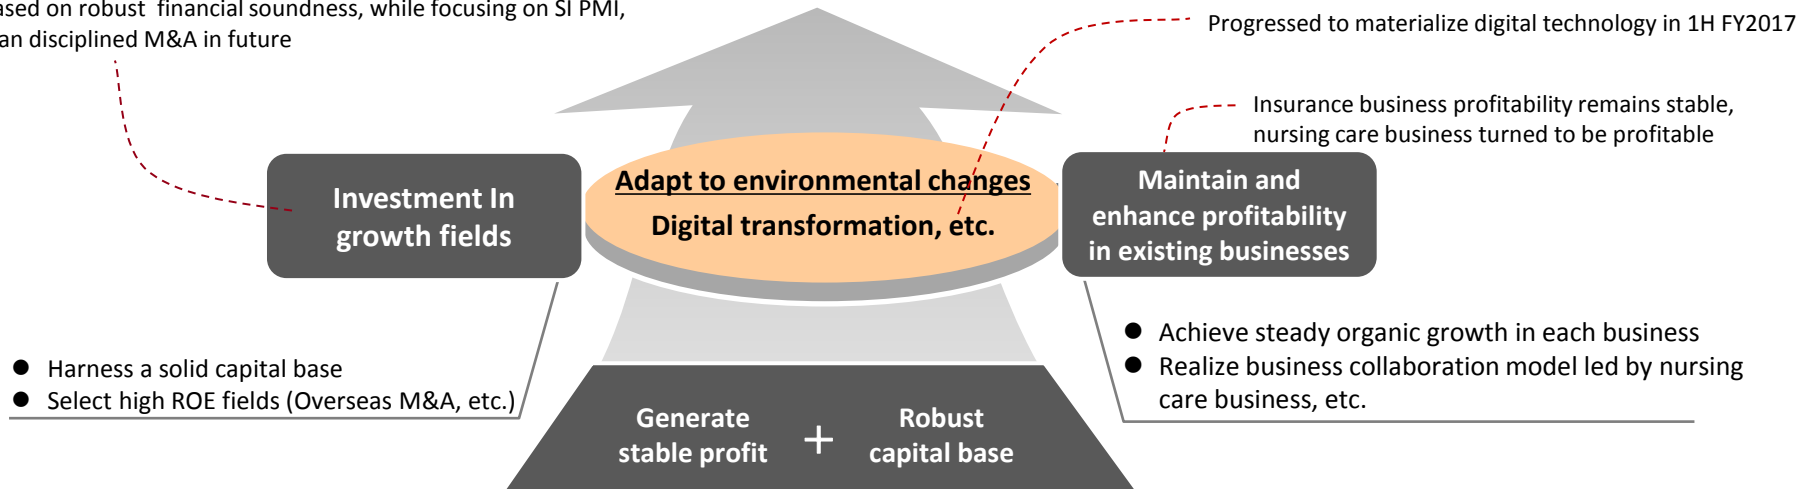 ased on robust financial soundness, while focusing on SI PMI,
an disciplined M&A in future
Progressed to materialize digital technology in 1H FY2017
Insurance business profitability remains stable,
nursing care business turned to be profitable
Investment In
growth fields
Adapt to environmental changes
Digital transformation, etc.
Maintain and
enhance profitability
in existing businesses
● Harness a solid capital base
● Select high ROE fields (Overseas M&A, etc.)
● Achieve steady organic growth in each business
● Realize business collaboration model led by nursing
care business, etc.
Generate
stable profit
+
Robust
capital base